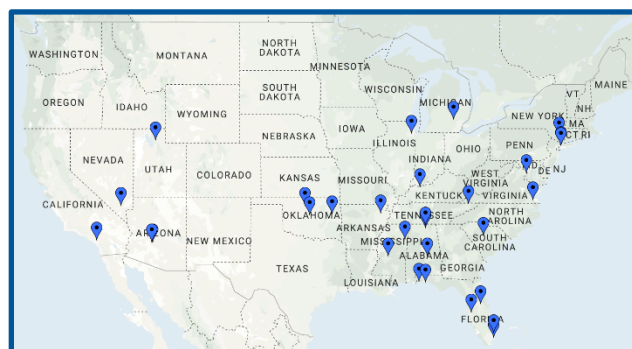 WASHINGTON
MONTANA
NORTH
DAKOTA
MINNESOTA
MAINE
OREGON
IDAHO
SOUTH
DAKOTA
WISCONSIN
MICHIGAN
VT.
NH.
WYOMING
NEW YORK
MA
CT RI
IOWA
NEBRASKA
ILLINOIS
INDIANA
OHIO
PENN
NEVADA
UTAH
COLORADO
KANSAS
MISSOURI
WEST
VIRGINIA
DE NJ
KENTUCKY
VIRGINIA
CALIFORNIA
OKLAHOMA
TENNESSEE
NORTH
CAROLINA
ARIZONA
NEW MEXICO
ARKANSAS
MISSISSIPPI
SOUTH
CAROLINA
TEXAS
ALABAMA
GEORGIA
LOUISIANA
FLORIDA